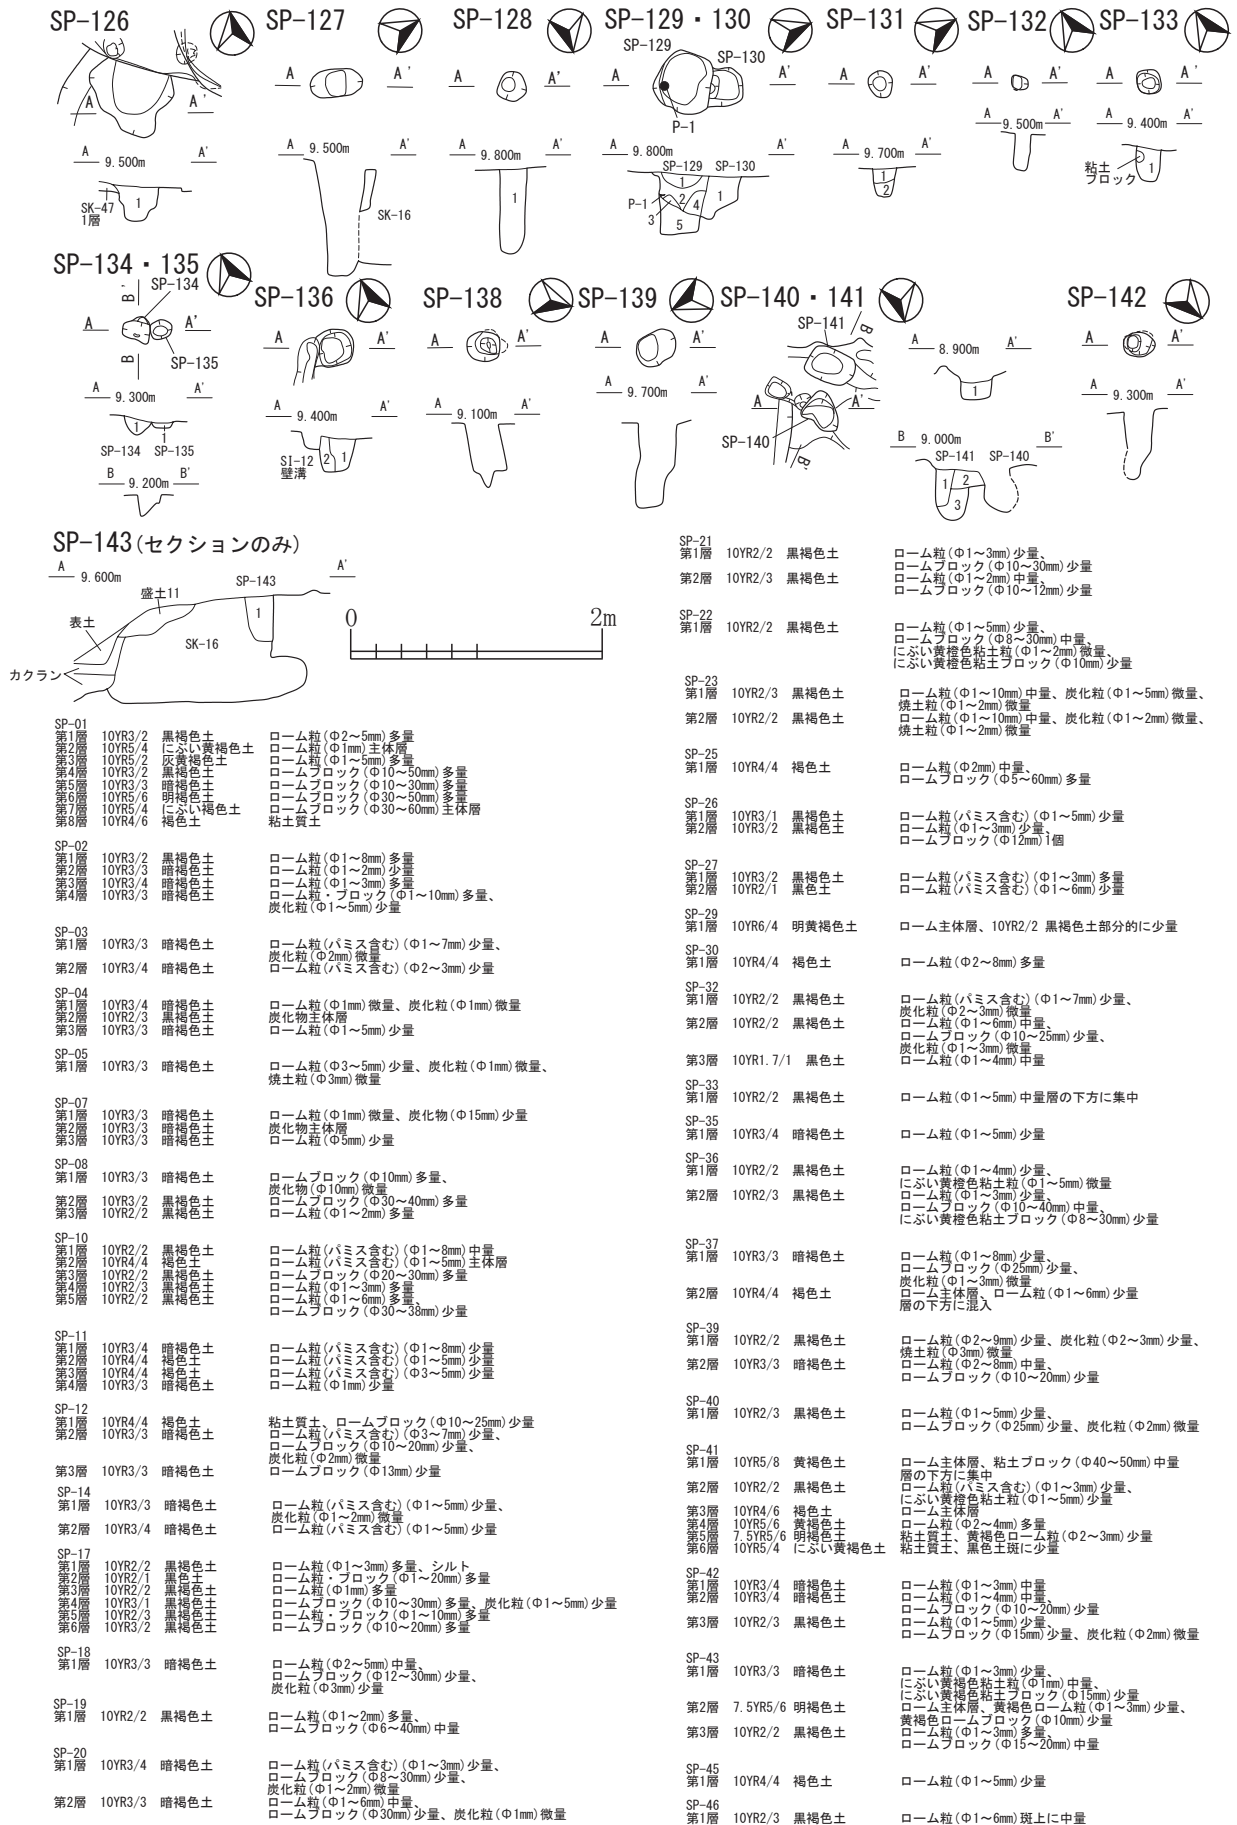 SP-126
SP-127
SP-128
SP-129・130
SP-131
SP-132
SP-133
A A'
A A'
9.500m
SK-47
1層
1
A A'
A A'
9.500m
SK-16
A A'
A A'
9.800m
1
SP-129
SP-130
A A'
P-1
A A'
9.800m
SP-129 SP-130
1
2
4
1
P-1
3
5
A A'
A A'
9.700m
1
2
A A'
A A'
9.500m
A A'
A A'
9.400m
粘土
ブロック
1
SP-134・135
SP-136
SP-138
SP-139
SP-140・141
SP-142
B'
SP-134
A A'
B
SP-135
A A'
9.300m
1
1
SP-134 SP-135
B B'
9.200m
A A'
A A'
9.400m
SI-12
壁溝
2 1
A A'
A A'
9.100m
A A'
A A'
9.700m
SP-141
B
A A'
SP-140
B'
A A'
8.900m
1
B B'
9.000m
SP-141 SP-140
1 2
3
A A'
A A'
9.300m
SP-143(セクションのみ)
A A'
9.600m
盛土11
SP-143
表土
1
SK-16
カクラン
0 2m
SP-01
第1層 10YR3/2 黒褐色土 ローム粒(Φ2～5mm)多量
第2層 10YR5/4 にぶい黄褐色土 ローム粒(Φ1mm)主体層
第3層 10YR5/2 灰黄褐色土 ローム粒(Φ1～5mm)多量
第4層 10YR3/2 黒褐色土 ロームブロック(Φ10～50mm)多量
第5層 10YR3/3 暗褐色土 ロームブロック(Φ10～30mm)多量
第6層 10YR5/6 明褐色土 ロームブロック(Φ30～50mm)多量
第7層 10YR5/4 にぶい褐色土 ロームブロック(Φ30～60mm)主体層
第8層 10YR4/6 褐色土 粘土質土
SP-02
第1層 10YR3/2 黒褐色土 ローム粒(Φ1～8mm)多量
第2層 10YR3/3 暗褐色土 ローム粒(Φ1～2mm)少量
第3層 10YR3/4 暗褐色土 ローム粒(Φ1～3mm)多量
第4層 10YR3/3 暗褐色土 ローム粒・ブロック(Φ1～10mm)多量、
炭化粒(Φ1～5mm)少量
SP-03
第1層 10YR3/3 暗褐色土 ローム粒(パミス含む)(Φ1～7mm)少量、
炭化粒(Φ2mm)微量
第2層 10YR3/4 暗褐色土 ローム粒(パミス含む)(Φ2～3mm)少量
SP-04
第1層 10YR3/4 暗褐色土 ローム粒(Φ1mm)微量、炭化粒(Φ1mm)微量
第2層 10YR2/3 黒褐色土 炭化物主体層
第3層 10YR3/3 暗褐色土 ローム粒(Φ1～5mm)少量
SP-05
第1層 10YR3/3 暗褐色土 ローム粒(Φ3～5mm)少量、炭化粒(Φ1mm)微量、
焼土粒(Φ3mm)微量
SP-07
第1層 10YR3/3 暗褐色土 ローム粒(Φ1mm)微量、炭化物(Φ15mm)少量
第2層 10YR3/3 暗褐色土 炭化物主体層
第3層 10YR3/3 暗褐色土 ローム粒(Φ5mm)少量
SP-08
第1層 10YR3/3 暗褐色土 ロームブロック(Φ10mm)多量、
炭化物(Φ10mm)微量
第2層 10YR3/2 黒褐色土 ロームブロック(Φ30～40mm)多量
第3層 10YR2/2 黒褐色土 ローム粒(Φ1～2mm)多量
SP-10
第1層 10YR2/2 黒褐色土 ローム粒(パミス含む)(Φ1～8mm)中量
第2層 10YR4/4 褐色土 ローム粒(パミス含む)(Φ1～5mm)主体層
第3層 10YR2/2 黒褐色土 ロームブロック(Φ20～30mm)多量
第4層 10YR2/3 黒褐色土 ローム粒(Φ1～3mm)多量
第5層 10YR2/2 黒褐色土 ローム粒(Φ1～6mm)多量、
ロームブロック(Φ30～38mm)少量
SP-11
第1層 10YR3/4 暗褐色土 ローム粒(パミス含む)(Φ1～8mm)少量
第2層 10YR4/4 褐色土 ローム粒(パミス含む)(Φ1～5mm)少量
第3層 10YR4/4 褐色土 ローム粒(パミス含む)(Φ3～5mm)少量
第4層 10YR3/3 暗褐色土 ローム粒(Φ1mm)少量
SP-12
第1層 10YR4/4 褐色土 粘土質土、ロームブロック(Φ10～25mm)少量
第2層 10YR3/3 暗褐色土 ローム粒(パミス含む)(Φ3～7mm)少量、
ロームブロック(Φ10～20mm)少量、
炭化粒(Φ2mm)微量
第3層 10YR3/3 暗褐色土 ロームブロック(Φ13mm)少量
SP-14
第1層 10YR3/3 暗褐色土 ローム粒(パミス含む)(Φ1～5mm)少量、
炭化粒(Φ1～2mm)微量
第2層 10YR3/4 暗褐色土 ローム粒(パミス含む)(Φ1～5mm)少量
SP-17
第1層 10YR2/2 黒褐色土 ローム粒(Φ1～3mm)多量、シルト
第2層 10YR2/1 黒色土 ローム粒・ブロック(Φ1～20mm)多量
第3層 10YR2/2 黒褐色土 ローム粒(Φ1mm)多量
第4層 10YR3/1 黒褐色土 ロームブロック(Φ10～30mm)多量、炭化粒(Φ1～5mm)少量
第5層 10YR2/3 黒褐色土 ローム粒・ブロック(Φ1～10mm)多量
第6層 10YR3/2 黒褐色土 ロームブロック(Φ10～20mm)多量
SP-18
第1層 10YR3/3 暗褐色土 ローム粒(Φ2～5mm)中量、
ロームブロック(Φ12～30mm)少量、
炭化粒(Φ3mm)少量
SP-19
第1層 10YR2/2 黒褐色土 ローム粒(Φ1～2mm)多量、
ロームブロック(Φ6～40mm)中量
SP-20
第1層 10YR3/4 暗褐色土 ローム粒(パミス含む)(Φ1～3mm)少量、
ロームブロック(Φ8～30mm)少量、
炭化粒(Φ1～2mm)微量
第2層 10YR3/3 暗褐色土 ローム粒(Φ1～6mm)中量、
ロームブロック(Φ30mm)少量、炭化粒(Φ1mm)微量
SP-21
第1層 10YR2/2 黒褐色土 ローム粒(Φ1～3mm)少量、
ロームブロック(Φ10～30mm)少量
第2層 10YR2/3 黒褐色土 ローム粒(Φ1～2mm)中量、
ロームブロック(Φ10～12mm)少量
SP-22
第1層 10YR2/2 黒褐色土 ローム粒(Φ1～5mm)少量、
ロームブロック(Φ8～30mm)中量、
にぶい黄橙色粘土粒(Φ1～2mm)微量、
にぶい黄橙色粘土ブロック(Φ10mm)少量
SP-23
第1層 10YR2/3 黒褐色土 ローム粒(Φ1～10mm)中量、炭化粒(Φ1～5mm)微量、
焼土粒(Φ1～2mm)微量
第2層 10YR2/2 黒褐色土 ローム粒(Φ1～10mm)中量、炭化粒(Φ1～2mm)微量、
焼土粒(Φ1～2mm)微量
SP-25
第1層 10YR4/4 褐色土 ローム粒(Φ2mm)中量、
ロームブロック(Φ5～60mm)多量
SP-26
第1層 10YR3/1 黒褐色土 ローム粒(パミス含む)(Φ1～5mm)少量
第2層 10YR3/2 黒褐色土 ローム粒(Φ1～3mm)少量、
ロームブロック(Φ12mm)1個
SP-27
第1層 10YR3/2 黒褐色土 ローム粒(パミス含む)(Φ1～3mm)多量
第2層 10YR2/1 黒色土 ローム粒(パミス含む)(Φ1～6mm)少量
SP-29
第1層 10YR6/4 明黄褐色土 ローム主体層、10YR2/2 黒褐色土部分的に少量
SP-30
第1層 10YR4/4 褐色土 ローム粒(Φ2～8mm)多量
SP-32
第1層 10YR2/2 黒褐色土 ローム粒(パミス含む)(Φ1～7mm)少量、
炭化粒(Φ2～3mm)微量
第2層 10YR2/2 黒褐色土 ローム粒(Φ1～6mm)中量、
ロームブロック(Φ10～25mm)少量、
炭化粒(Φ1～3mm)微量
第3層 10YR1.7/1 黒色土 ローム粒(Φ1～4mm)中量
SP-33
第1層 10YR2/2 黒褐色土 ローム粒(Φ1～5mm)中量層の下方に集中
SP-35
第1層 10YR3/4 暗褐色土 ローム粒(Φ1～5mm)少量
SP-36
第1層 10YR2/2 黒褐色土 ローム粒(Φ1～4mm)少量、
にぶい黄橙色粘土粒(Φ1～5mm)微量
第2層 10YR2/3 黒褐色土 ローム粒(Φ1～3mm)少量、
ロームブロック(Φ10～40mm)中量、
にぶい黄橙色粘土ブロック(Φ8～30mm)少量
SP-37
第1層 10YR3/3 暗褐色土 ローム粒(Φ1～8mm)少量、
ロームブロック(Φ25mm)少量、
炭化粒(Φ1～3mm)微量
第2層 10YR4/4 褐色土 ローム主体層、ローム粒(Φ1～6mm)少量
層の下方に混入
SP-39
第1層 10YR2/2 黒褐色土 ローム粒(Φ2～9mm)少量、炭化粒(Φ2～3mm)少量、
焼土粒(Φ3mm)微量
第2層 10YR3/3 暗褐色土 ローム粒(Φ2～8mm)中量、
ロームブロック(Φ10～20mm)少量
SP-40
第1層 10YR2/3 黒褐色土 ローム粒(Φ1～5mm)少量、
ロームブロック(Φ25mm)少量、炭化粒(Φ2mm)微量
SP-41
第1層 10YR5/8 黄褐色土 ローム主体層、粘土ブロック(Φ40～50mm)中量
層の下方に集中
第2層 10YR2/2 黒褐色土 ローム粒(パミス含む)(Φ1～3mm)少量、
にぶい黄橙色粘土粒(Φ1～5mm)少量
第3層 10YR4/6 褐色土 ローム主体層
第4層 10YR5/6 黄褐色土 ローム粒(Φ2～4mm)多量
第5層 7.5YR5/6 明褐色土 粘土質土、黄褐色ローム粒(Φ2～3mm)少量
第6層 10YR5/4 にぶい黄褐色土 粘土質土、黒色土斑に少量
SP-42
第1層 10YR3/4 暗褐色土 ローム粒(Φ1～3mm)中量
第2層 10YR3/4 暗褐色土 ローム粒(Φ1～4mm)中量、
ロームブロック(Φ10～20mm)少量
第3層 10YR2/3 黒褐色土 ローム粒(Φ1～5mm)少量、
ロームブロック(Φ15mm)少量、炭化粒(Φ2mm)微量
SP-43
第1層 10YR3/3 暗褐色土 ローム粒(Φ1～3mm)少量、
にぶい黄褐色粘土粒(Φ1mm)中量、
にぶい黄褐色粘土ブロック(Φ15mm)少量
第2層 7.5YR5/6 明褐色土 ローム主体層、黄褐色ローム粒(Φ1～3mm)少量、
黄褐色ロームブロック(Φ10mm)少量
第3層 10YR2/2 黒褐色土 ローム粒(Φ1～3mm)多量、
ロームブロック(Φ15～20mm)中量
SP-45
第1層 10YR4/4 褐色土 ローム粒(Φ1～5mm)少量
SP-46
第1層 10YR2/3 黒褐色土 ローム粒(Φ1～6mm)斑上に中量